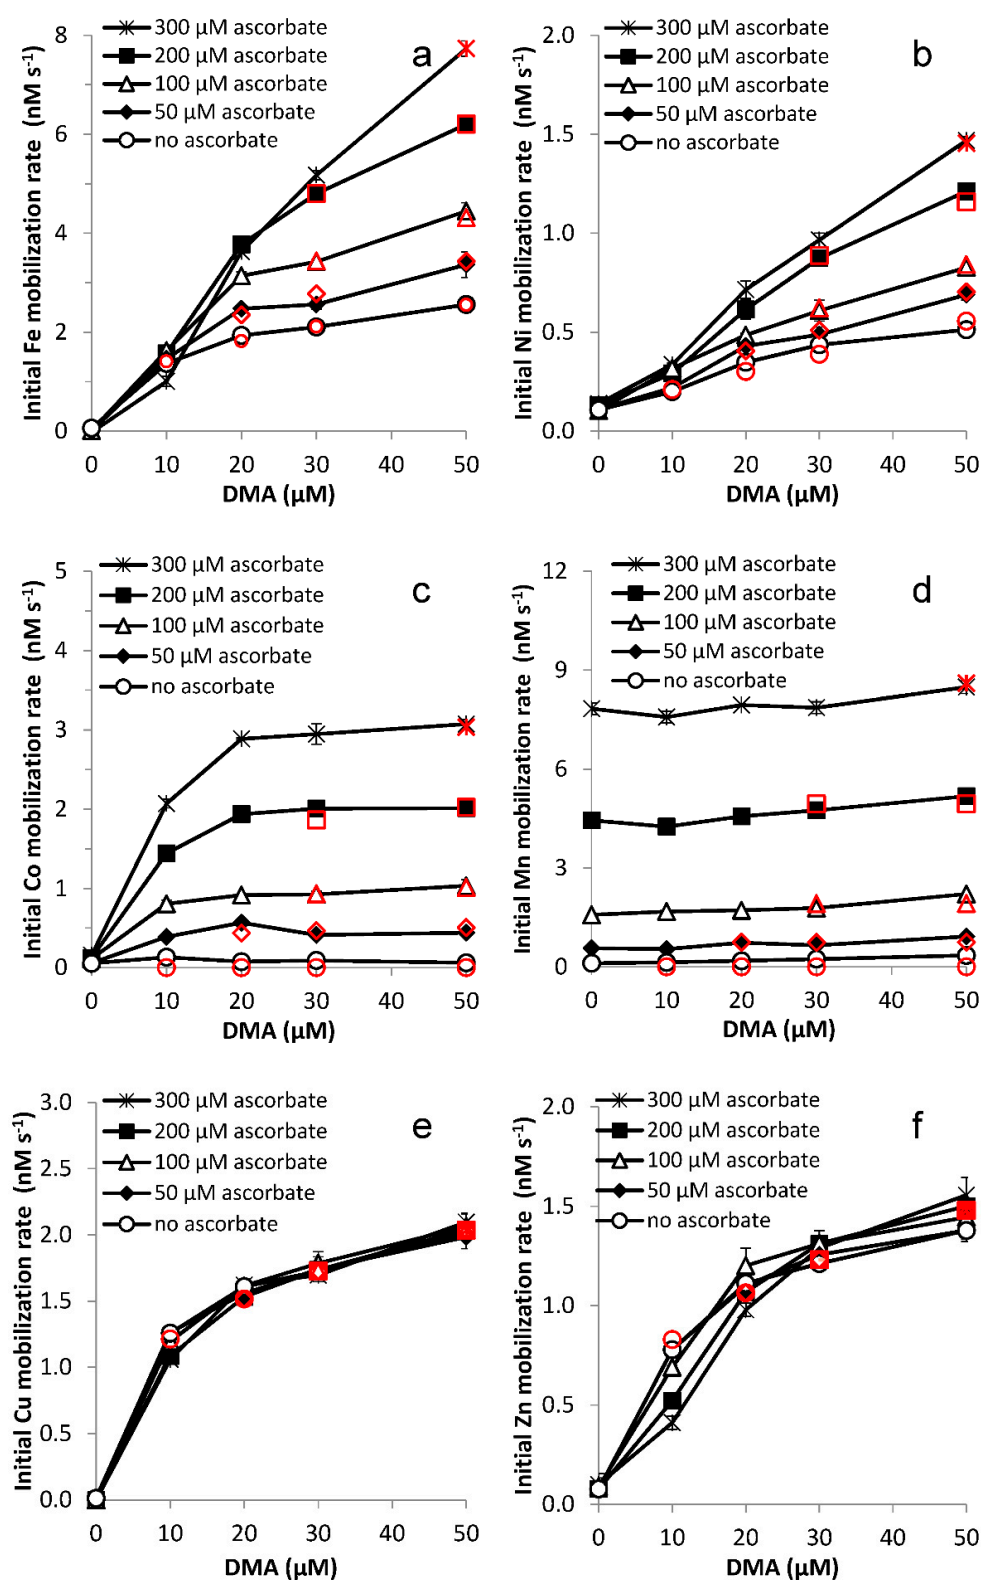 300 µM ascorbate
200 µM ascorbate
100 µM ascorbate
50 µM ascorbate
no ascorbate
a
Initial Fe mobilization rate (nM s-1)
8
6
4
2
0
0 10 20 30 40 50
DMA (µM)
300 µM ascorbate
200 µM ascorbate
100 µM ascorbate
50 µM ascorbate
no ascorbate
b
Initial Ni mobilization rate (nM s-1)
2.0
1.5
1.0
0.5
0.0
0 10 20 30 40 50
DMA (µM)
300 µM ascorbate
200 µM ascorbate
100 µM ascorbate
50 µM ascorbate
no ascorbate
c
Initial Co mobilization rate (nM s-1)
5
4
3
2
1
0
0 10 20 30 40 50
DMA (µM)
300 µM ascorbate
200 µM ascorbate
100 µM ascorbate
50 µM ascorbate
no ascorbate
d
Initial Mn mobilization rate (nM s-1)
12
9
6
3
0
0 10 20 30 40 50
DMA (µM)
300 µM ascorbate
200 µM ascorbate
100 µM ascorbate
50 µM ascorbate
no ascorbate
e
Initial Cu mobilization rate (nM s-1)
3.0
2.5
2.0
1.5
1.0
0.5
0.0
0 10 20 30 40 50
DMA (µM)
300 µM ascorbate
200 µM ascorbate
100 µM ascorbate
50 µM ascorbate
no ascorbate
f
Initial Zn mobilization rate (nM s-1)
2.0
1.5
1.0
0.5
0.0
0 10 20 30 40 50
DMA (µM)